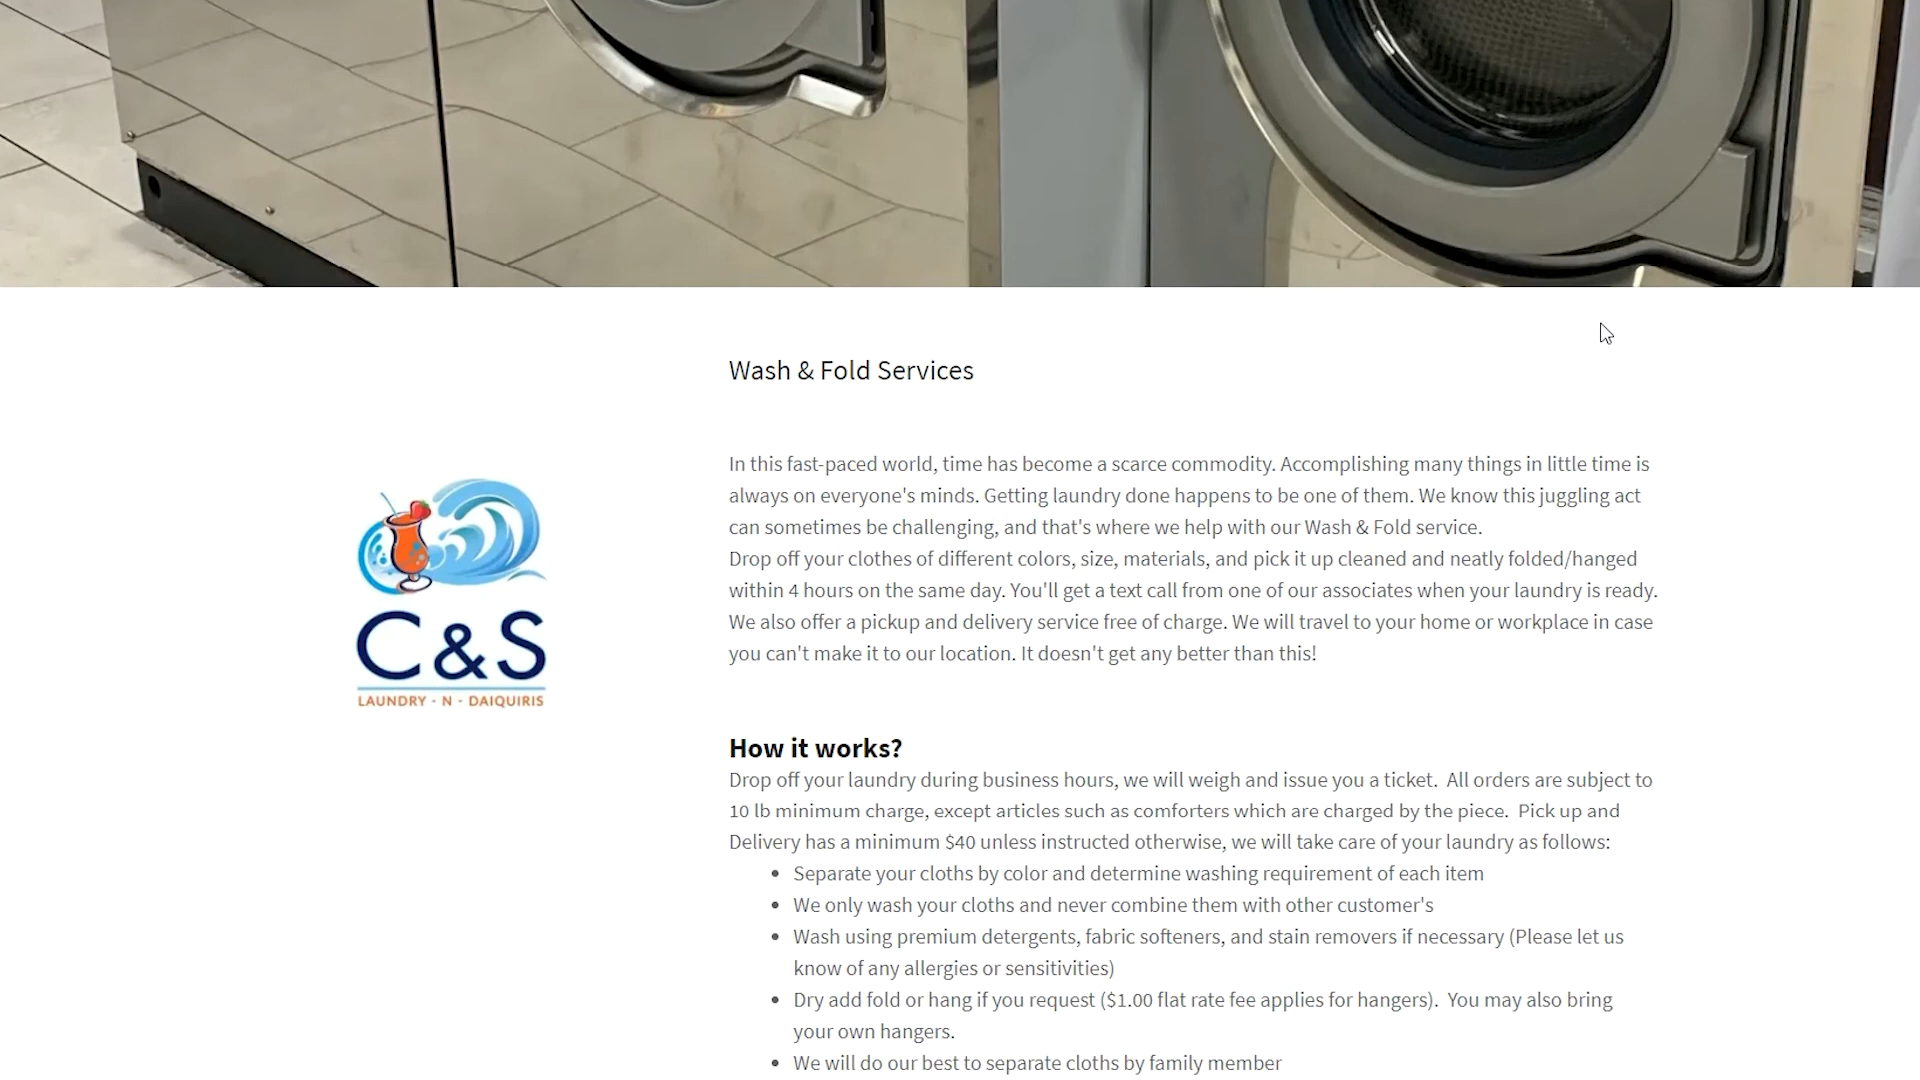 Wash & Fold Services
In this fast-paced world, time has become a scarce commodity. Accomplishing many things in little time is
always on everyone's minds. Getting laundry done happens to be one of them. We know this juggling act
can sometimes be challenging, and that's where we help with our Wash & Fold service.
Drop off your clothes of different colors, size, materials, and pick it up cleaned and neatly folded/hanged
within 4 hours on the same day. You'll get a text call from one of our associates when your laundry is ready.
We also offer a pickup and delivery service free of charge. We will travel to your home or workplace in case
you can't make it to our location. It doesn't get any better than this!
C&S
LAUNDRY - N - DAIQUIRIS
How it works?
Drop off your laundry during business hours, we will weigh and issue you a ticket.  All orders are subject to
10 lb minimum charge, except articles such as comforters which are charged by the piece.  Pick up and
Delivery has a minimum $40 unless instructed otherwise, we will take care of your laundry as follows:
• Separate your cloths by color and determine washing requirement of each item
• We only wash your cloths and never combine them with other customer's
• Wash using premium detergents, fabric softeners, and stain removers if necessary (Please let us
know of any allergies or sensitivities)
• Dry add fold or hang if you request ($1.00 flat rate fee applies for hangers).  You may also bring
your own hangers.
• We will do our best to separate cloths by family member